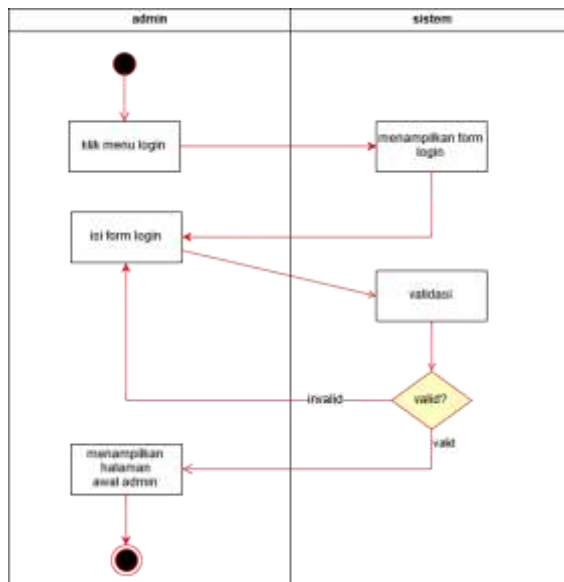 admin
sistem
klik menu login
menampilkan form
login
isi form login
validasi
valid?
invalid
valid
menampilkan
halaman
awal admin